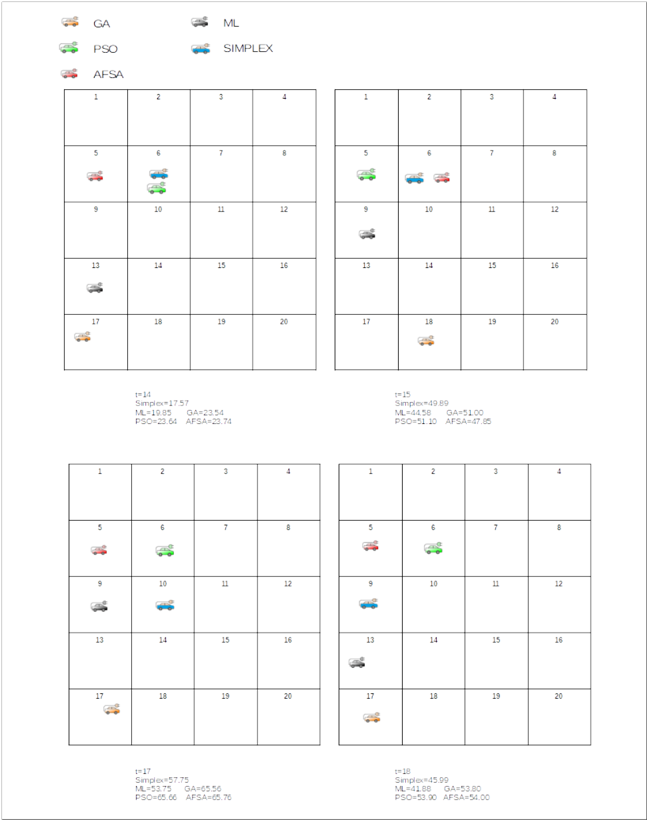 GA ML
PSO SIMPLEX
AFSA
1 2 3 4
5 6 7 8
9 10 11 12
13 14 15 16
17 18 19 20
t=14
Simplex=17.57
ML=19.85 GA=23.54
PSO=23.64 AFSA=23.74
1 2 3 4
5 6 7 8
9 10 11 12
13 14 15 16
17 18 19 20
t=15
Simplex=49.89
ML=44.58 GA=51.00
PSO=51.10 AFSA=47.85
1 2 3 4
5 6 7 8
9 10 11 12
13 14 15 16
17 18 19 20
t=17
Simplex=57.75
ML=53.75 GA=65.56
PSO=65.66 AFSA=65.76
1 2 3 4
5 6 7 8
9 10 11 12
13 14 15 16
17 18 19 20
t=18
Simplex=45.99
ML=41.88 GA=53.80
PSO=53.90 AFSA=54.00